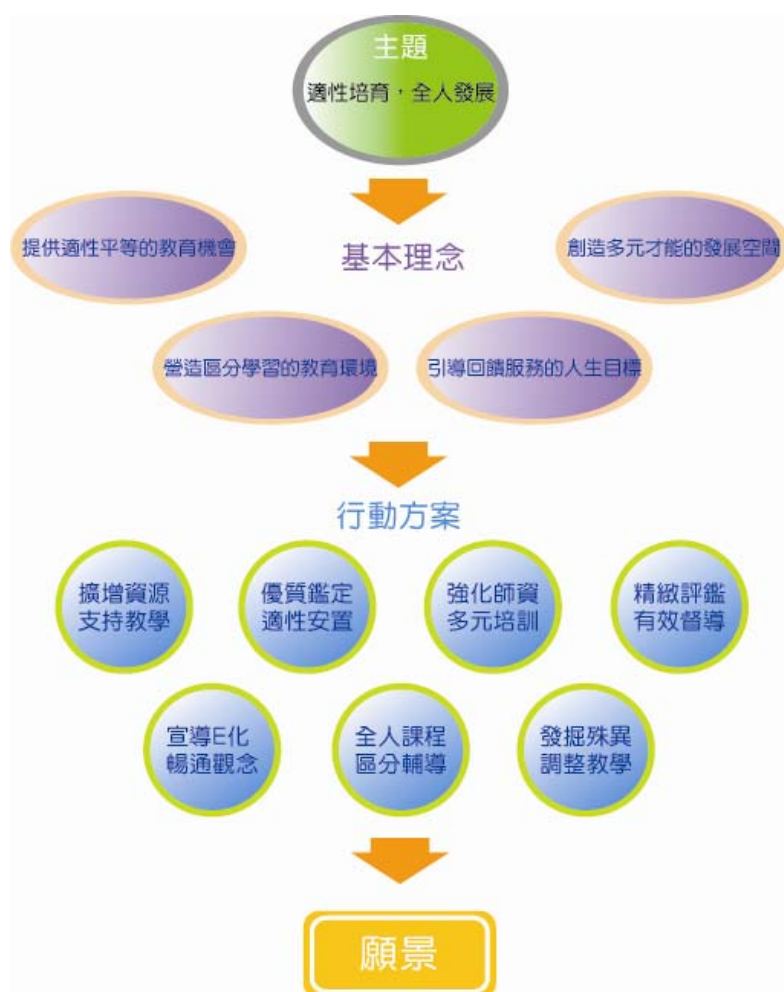 主題
適性培育，全人發展
提供適性平等的教育機會
基本理念
創造多元才能的發展空間
營造區分學習的教育環境
引導回饋服務的人生目標
行動方案
擴增資源
支持教學
優質鑑定
適性安置
強化師資
多元培訓
精緻評鑑
有效督導
宣導E化
暢通觀念
全人課程
區分輔導
發掘殊異
調整教學
願景